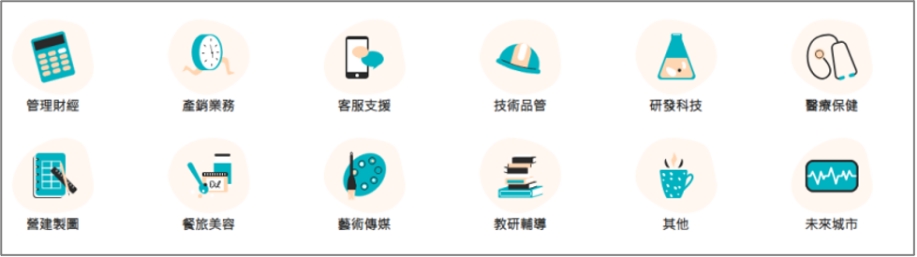 管理財經
產銷業務
客服支援
技術品管
研發科技
醫療保健
營建製圖
餐旅美容
藝術傳媒
教研輔導
其他
未來城市